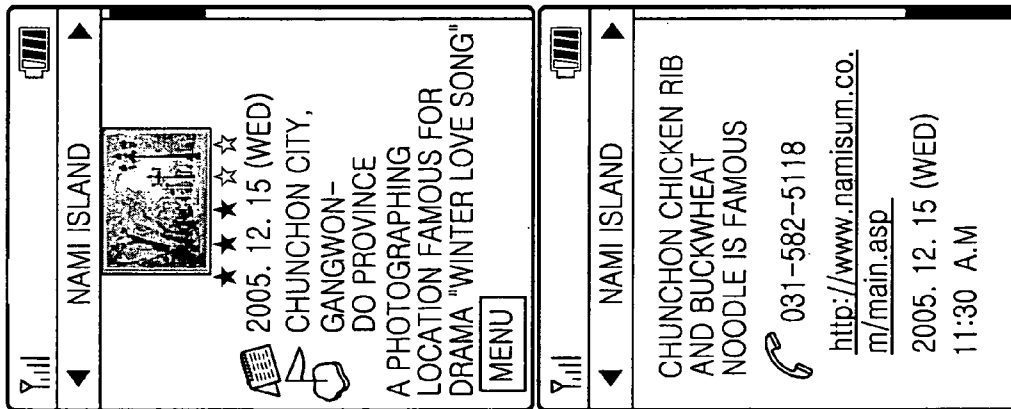 NAMI ISLAND
2005. 12. 15 (WED)
CHUNCHON CITY,
GANGWON-
DO PROVINCE
A PHOTOGRAPHING
LOCATION FAMOUS FOR
DRAMA "WINTER LOVE SONG"
MENU
NAMI ISLAND
CHUNCHON CHICKEN RIB
AND BUCKWHEAT
NOODLE IS FAMOUS
031-582-5118
http://www.namisum.co.
m/main.asp
2005. 12. 15 (WED)
11:30 A.M